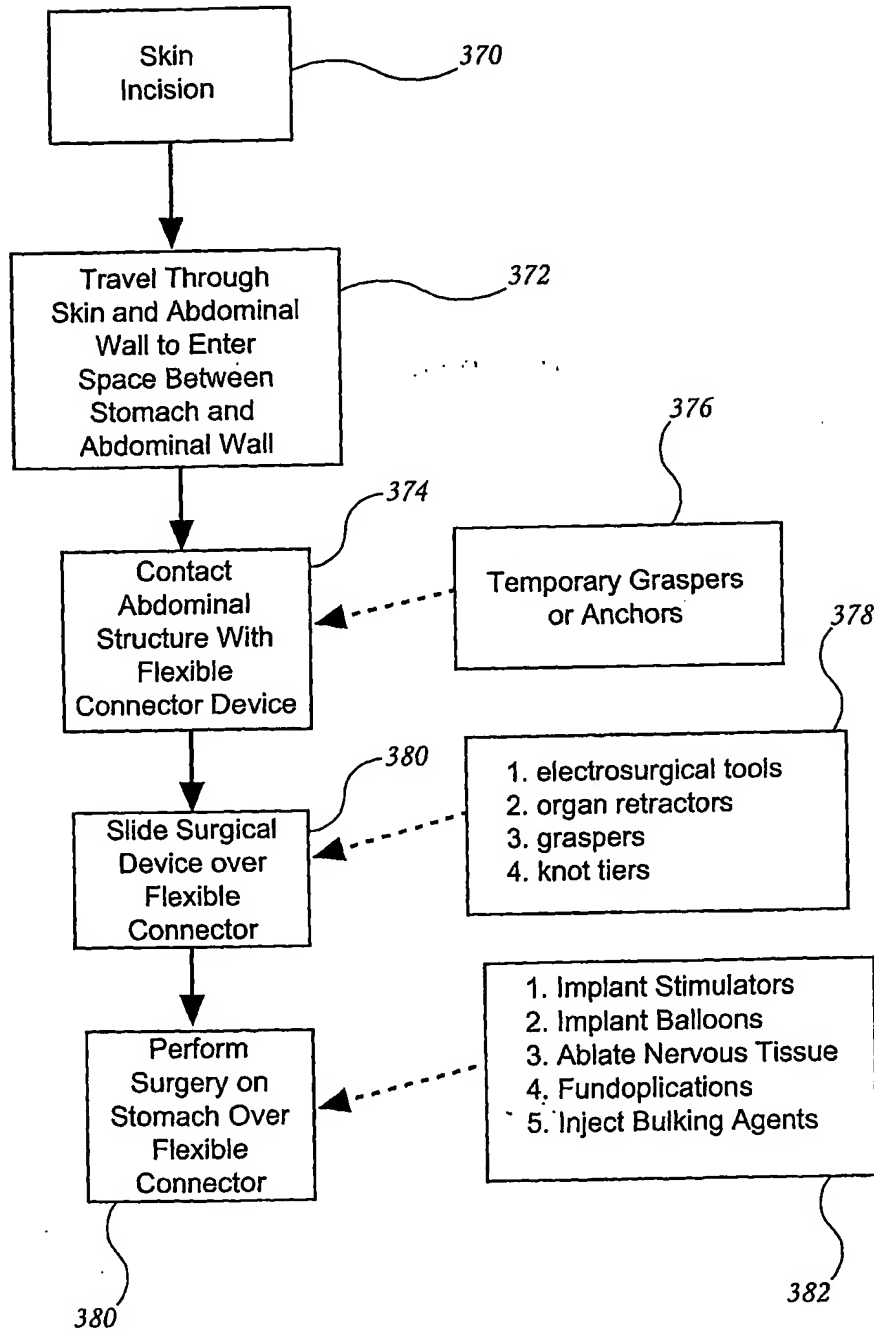 Skin
Incision
370
Travel Through
Skin and Abdominal
Wall to Enter
Space Between
Stomach and
Abdominal Wall
372
Contact
Abdominal
Structure With
Flexible
Connector Device
374
Temporary Graspers
or Anchors
376
Slide Surgical
Device over
Flexible
Connector
380
1. electrosurgical tools
2. organ retractors
3. graspers
4. knot tiers
378
Perform
Surgery on
Stomach Over
Flexible
Connector
380
1. Implant Stimulators
2. Implant Balloons
3. Ablate Nervous Tissue
4. Fundoplications
5. Inject Bulking Agents
382